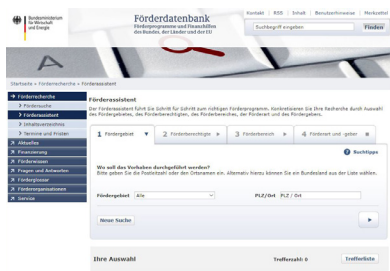 Kontakt | RSS | Inhalt | Benutzerhinweise | Merkzettel
Bundesministerium
für Wirtschaft
und Energie
Förderdatenbank
Förderprogramme und Finanzhilfen
des Bundes, der Länder und der EU
Suchbegriff eingeben
Finden
Startseite » Förderrecherche » Förderassistent
Förderrecherche
Fördersuche
Förderassistent
Inhaltsverzeichnis
Termine und Fristen
Aktuelles
Finanzierung
Förderwissen
Fragen und Antworten
Förderglossar
Förderorganisationen
Service
Förderassistent
Der Förderassistent führt Sie Schritt für Schritt zum richtigen Förderprogramm. Konkretisieren Sie Ihre Recherche durch Auswahl
des Fördergebietes, des Förderberechtigten, des Förderbereiches, der Förderart und des Fördergebers.
1 Fördergebiet
2 Förderberechtigte
3 Förderbereich
4 Förderart und -geber
Suchtipps
Wo soll das Vorhaben durchgeführt werden?
Bitte geben Sie die Postleitzahl oder den Ortsnamen ein. Alternativ hierzu können Sie ein Bundesland aus der Liste wählen.
Fördergebiet Alle
PLZ/Ort PLZ / Ort
Neue Suche
Ihre Auswahl
Trefferzahl: 0
Trefferliste